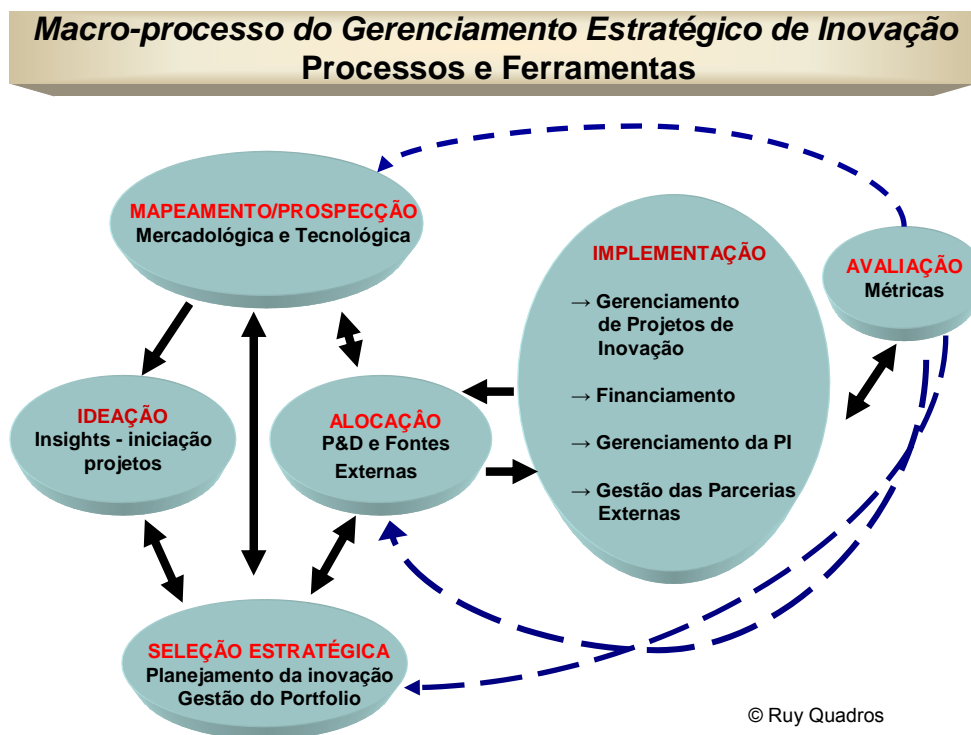 Macro-processo do Gerenciamento Estratégico de Inovação
Processos e Ferramentas
MAPEAMENTO/PROSPECÇÃO
Mercadológica e Tecnológica
IDEAÇÃO
Insights - iniciação
projetos
ALOCAÇÂO
P&D e Fontes
Externas
IMPLEMENTAÇÃO
→ Gerenciamento
de Projetos de
Inovação
→ Financiamento
→ Gerenciamento da PI
→ Gestão das Parcerias
Externas
AVALIAÇÃO
Métricas
SELEÇÃO ESTRATÉGICA
Planejamento da inovação
Gestão do Portfolio
© Ruy Quadros